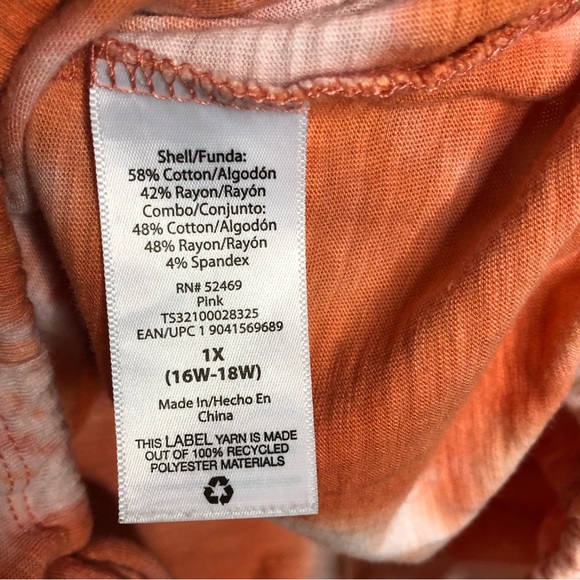 Shell/Funda:
58% Cotton/Algodón
42% Rayon/Rayón
Combo/Conjunto:
48% Cotton/Algodón
48% Rayon/Rayón
4% Spandex
RN# 52469
Pink
TS32100028325
EAN/UPC 1 9041569689
1X
(16W-18W)
Made In/Hecho En
China
THIS LABEL YARN IS MADE
OUT OF 100% RECYCLED
POLYESTER MATERIALS